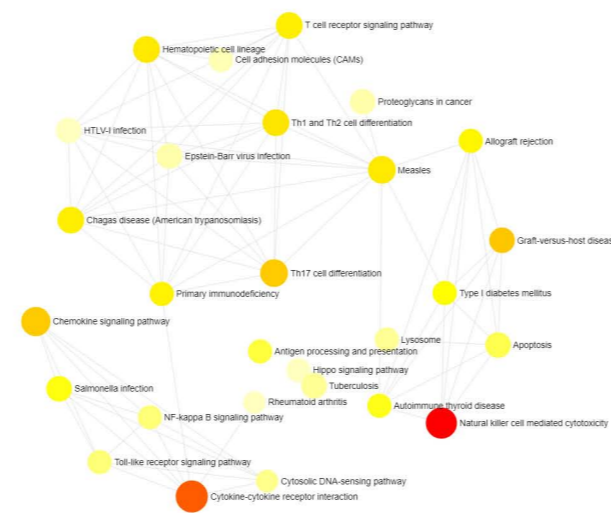 T cell receptor signaling pathway
Hematopoietic cell lineage
Cell adhesion molecules (CAMs)
Proteoglycans in cancer
Th1 and Th2 cell differentiation
HTLV-I infection
Allograft rejection
Epstein-Barr virus infection
Measles
Chagas disease (American trypanosomiasis)
Graft-versus-host disease
Th17 cell differentiation
Primary immunodeficiency
Type I diabetes mellitus
Chemokine signaling pathway
Lysosome
Apoptosis
Antigen processing and presentation
Hippo signaling pathway
Tuberculosis
Salmonella infection
Rheumatoid arthritis
Autoimmune thyroid disease
NF-kappa B signaling pathway
Natural killer cell mediated cytotoxicity
Toll-like receptor signaling pathway
Cytosolic DNA-sensing pathway
Cytokine-cytokine receptor interaction